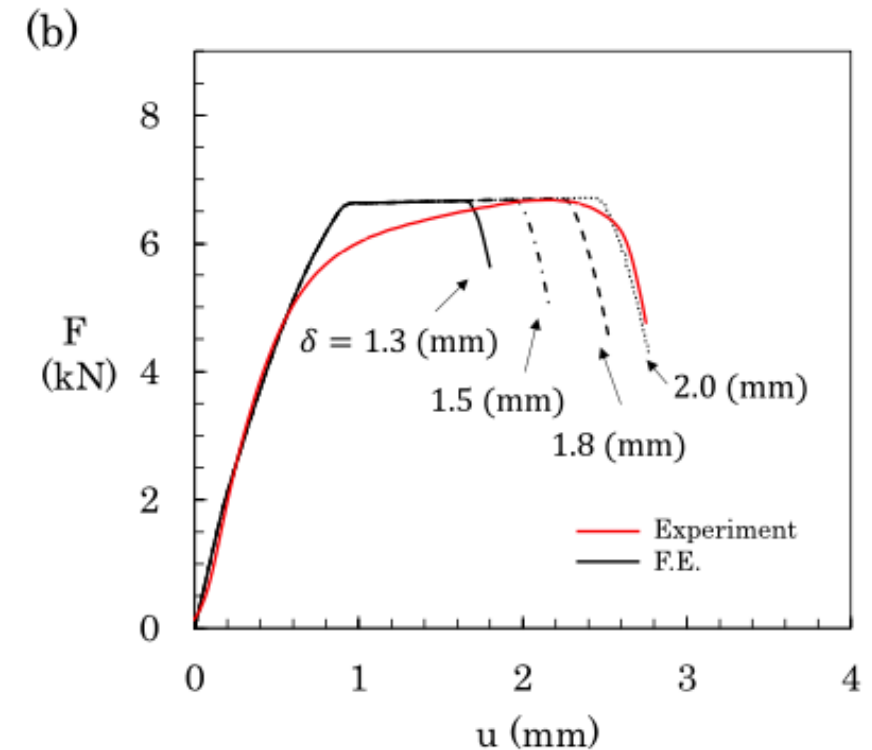 (b)
8
6
F
(kN)
4
2
0
0 1 2 3 4
u (mm)
δ = 1.3 (mm)
1.5 (mm)
1.8 (mm)
2.0 (mm)
Experiment
F.E.